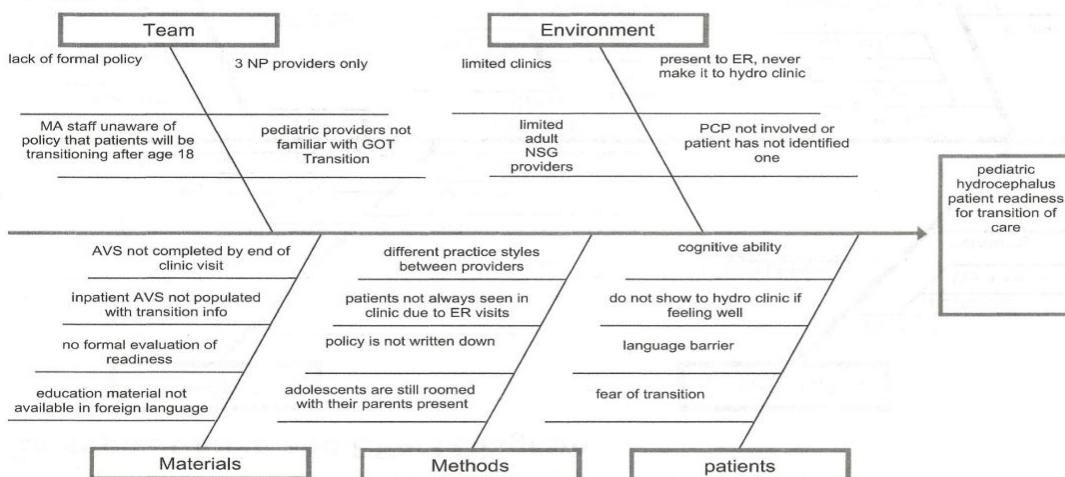 Team
Environment
lack of formal policy
3 NP providers only
MA staff unaware of
policy that patients will be
transitioning after age 18
pediatric providers not
familiar with GOT
Transition
limited clinics
present to ER, never
make it to hydro clinic
limited
adult
NSG
providers
PCP not involved or
patient has not identified
one
pediatric
hydrocephalus
patient readiness
for transition of
care
AVS not completed by end of
clinic visit
inpatient AVS not populated
with transition info
no formal evaluation of
readiness
education material not
available in foreign language
different practice styles
between providers
patients not always seen in
clinic due to ER visits
policy is not written down
adolescents are still roomed
with their parents present
cognitive ability
do not show to hydro clinic if
feeling well
language barrier
fear of transition
Materials
Methods
patients